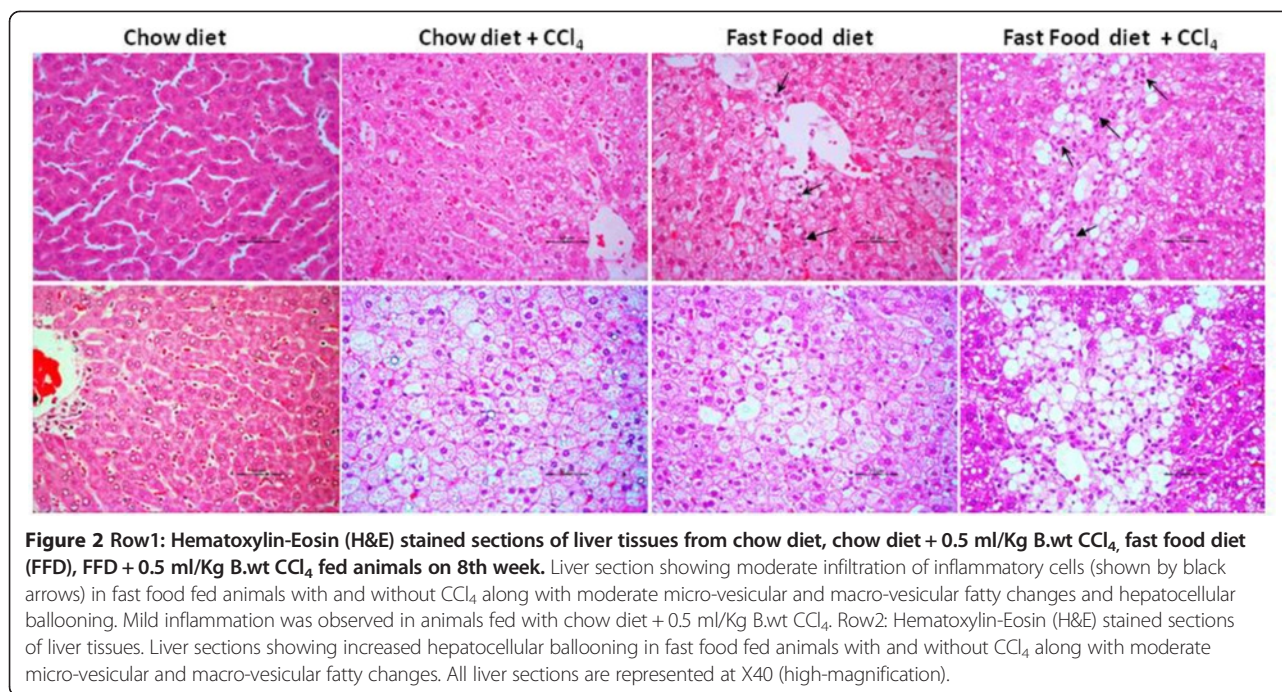 Chow diet Chow diet + CCl₄ Fast Food diet Fast Food diet + CCl₄
Figure 2 Row1: Hematoxylin-Eosin (H&E) stained sections of liver tissues from chow diet, chow diet + 0.5 ml/Kg B.wt CCl₄, fast food diet
(FFD), FFD + 0.5 ml/Kg B.wt CCl₄ fed animals on 8th week. Liver section showing moderate infiltration of inflammatory cells (shown by black
arrows) in fast food fed animals with and without CCl₄ along with moderate micro-vesicular and macro-vesicular fatty changes and hepatocellular
ballooning. Mild inflammation was observed in animals fed with chow diet + 0.5 ml/Kg B.wt CCl₄. Row2: Hematoxylin-Eosin (H&E) stained sections
of liver tissues. Liver sections showing increased hepatocellular ballooning in fast food fed animals with and without CCl₄ along with moderate
micro-vesicular and macro-vesicular fatty changes. All liver sections are represented at X40 (high-magnification).